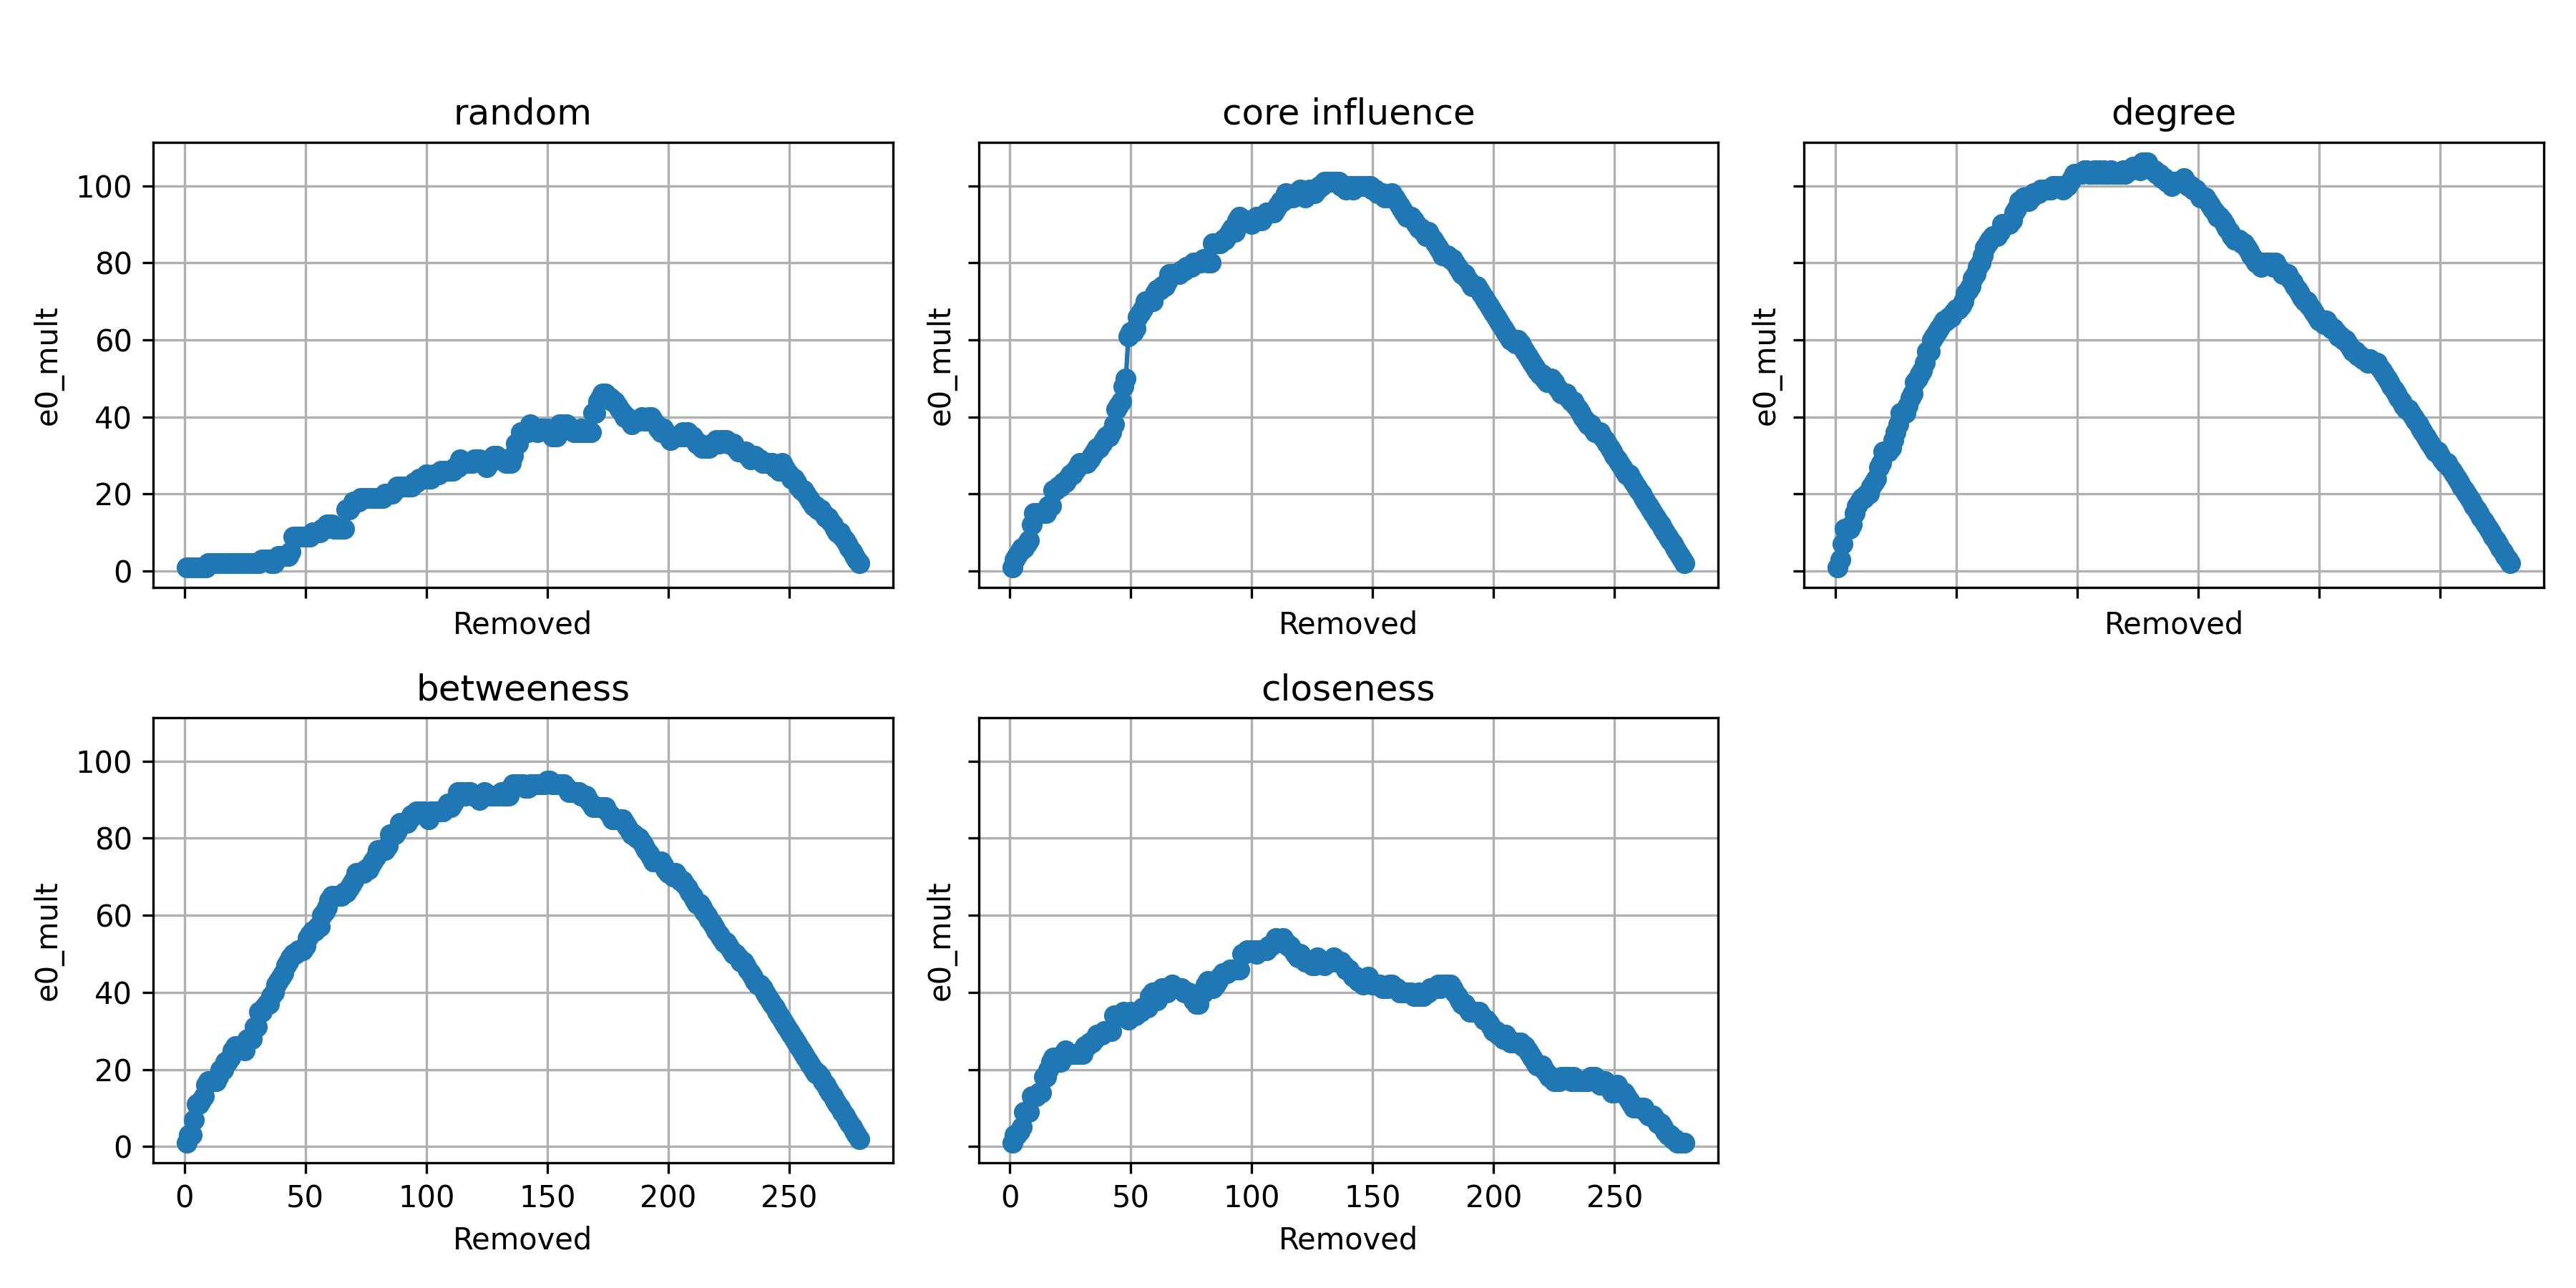 random
core influence
degree
100
80
60
40
20
0
e0_mult
e0_mult
e0_mult
Removed
Removed
Removed
betweeness
closeness
100
80
60
40
20
0
e0_mult
e0_mult
0 50 100 150 200 250
0 50 100 150 200 250
Removed
Removed